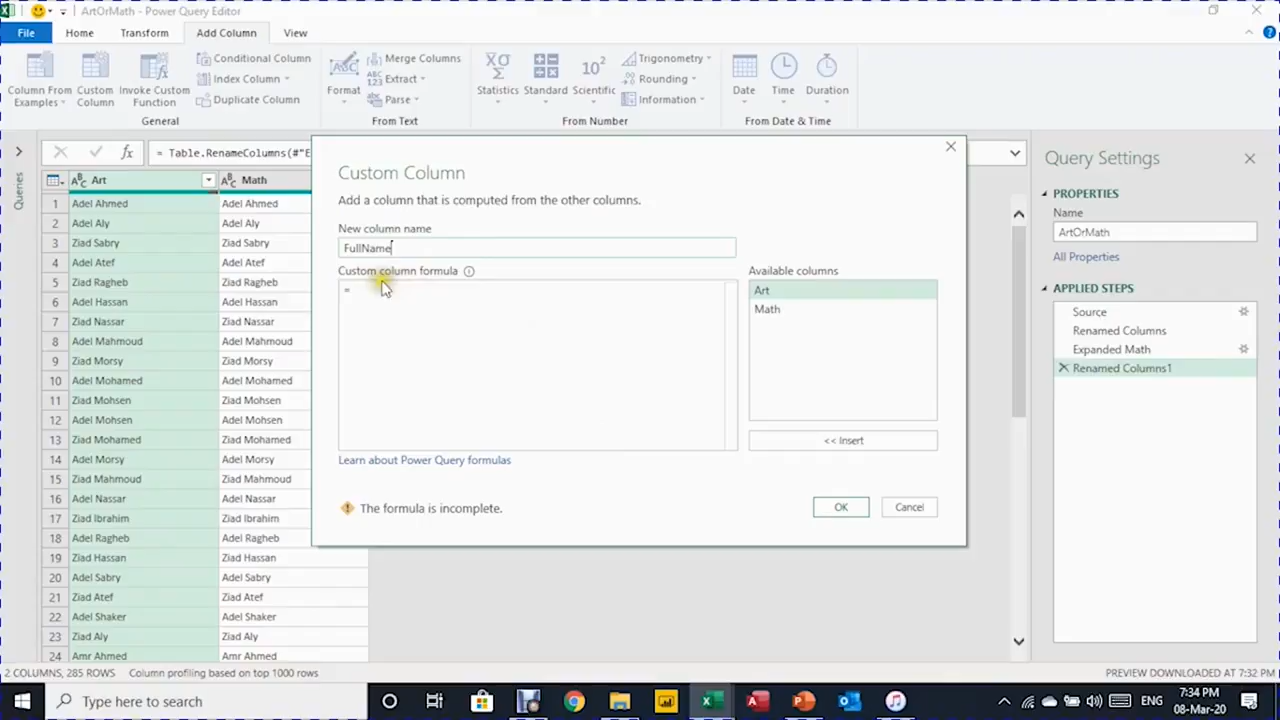 ArtOrMath - Power Query Editor
File Home Transform Add Column View
Column From Examples
Custom Column
Invoke Custom Function
Conditional Column
Index Column
Duplicate Column
General
Format
Merge Columns
Extract
Parse
From Text
Statistics
Standard
Scientific
Trigonometry
Rounding
Information
From Number
Date
Time
Duration
From Date & Time
Queries
= Table.RenameColumns(#"E
Art Math
1 Adel Ahmed Adel Ahmed
2 Adel Aly Adel Aly
3 Ziad Sabry Ziad Sabry
4 Adel Atef Adel Atef
5 Ziad Ragheb Adel Ragheb
6 Adel Hassan Adel Hassan
7 Ziad Nassar Ziad Nassar
8 Adel Mahmoud Adel Mahmoud
9 Ziad Morsy Ziad Morsy
10 Adel Mohamed Adel Mohamed
11 Ziad Mohsen Ziad Mohsen
12 Adel Mohsen Adel Mohsen
13 Ziad Mohamed Ziad Mohamed
14 Adel Morsy Adel Morsy
15 Ziad Mahmoud Ziad Mahmoud
16 Adel Nassar Adel Nassar
17 Ziad Ibrahim Ziad Ibrahim
18 Adel Ragheb Adel Ragheb
19 Ziad Hassan Ziad Hassan
20 Adel Sabry Adel Sabry
21 Ziad Atef Ziad Atef
22 Adel Shaker Adel Shaker
23 Ziad Aly Ziad Aly
24 Amr Ahmed Amr Ahmed
Custom Column
Add a column that is computed from the other columns.
New column name
FullName
Custom column formula
=
Available columns
Art
Math
<< Insert
Learn about Power Query formulas
The formula is incomplete.
OK Cancel
Query Settings
PROPERTIES
Name
ArtOrMath
All Properties
APPLIED STEPS
Source
Renamed Columns
Expanded Math
Renamed Columns1
2 COLUMNS, 285 ROWS Column profiling based on top 1000 rows
PREVIEW DOWNLOADED AT 7:32 PM
Type here to search
ENG
7:34 PM
08-Mar-20